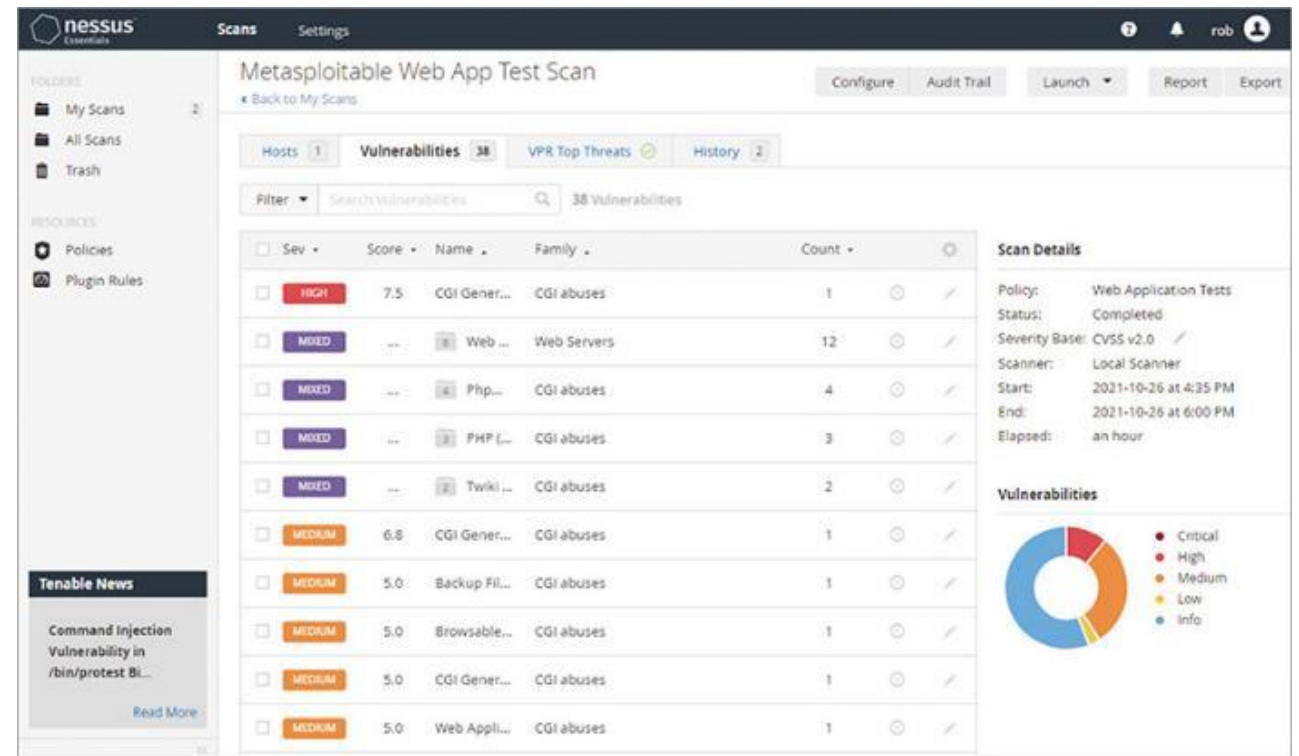 nessus
Essentials
Scans Settings
rob
FOLDERS
My Scans 2
All Scans
Trash
RESOURCES
Policies
Plugin Rules
Tenable News
Command Injection
Vulnerability in
/bin/protest Bi...
Read More
Metasploitable Web App Test Scan
Back to My Scans
Configure Audit Trail Launch Report Export
Hosts 1 Vulnerabilities 38 VPR Top Threats History 2
Filter Search Vulnerabilities 38 Vulnerabilities
Sev Score Name Family Count
HIGH 7.5 CGI Gener... CGI abuses 1
MIXED ... Web ... Web Servers 12
MIXED ... 4 Php... CGI abuses 4
MIXED ... 3 PHP (... CGI abuses 3
MIXED ... 2 Twiki ... CGI abuses 2
MEDIUM 6.8 CGI Gener... CGI abuses 1
MEDIUM 5.0 Backup Fil... CGI abuses 1
MEDIUM 5.0 Browsable... CGI abuses 1
MEDIUM 5.0 CGI Gener... CGI abuses 1
MEDIUM 5.0 Web Appli... CGI abuses 1
Scan Details
Policy: Web Application Tests
Status: Completed
Severity Base: CVSS v2.0
Scanner: Local Scanner
Start: 2021-10-26 at 4:35 PM
End: 2021-10-26 at 6:00 PM
Elapsed: an hour
Vulnerabilities
Critical
High
Medium
Low
Info